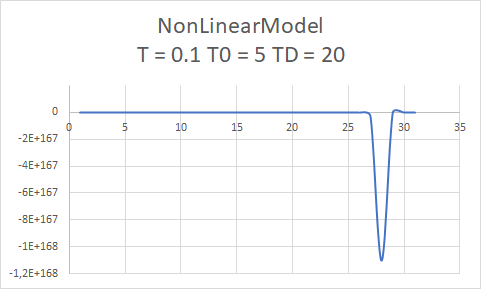 NonLinearModel
T = 0.1 T0 = 5 TD = 20
0
0 5 10 15 20 25 30 35
-2E+167
-4E+167
-6E+167
-8E+167
-1E+168
-1,2E+168